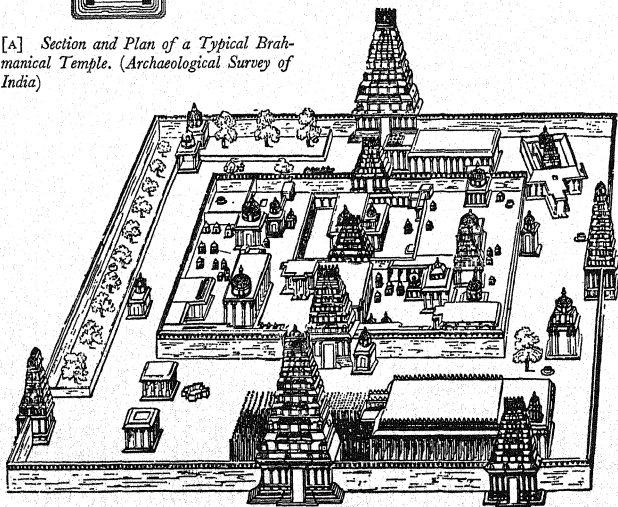 [A] Section and Plan of a Typical Brah-
manical Temple. (Archaeological Survey of
India)